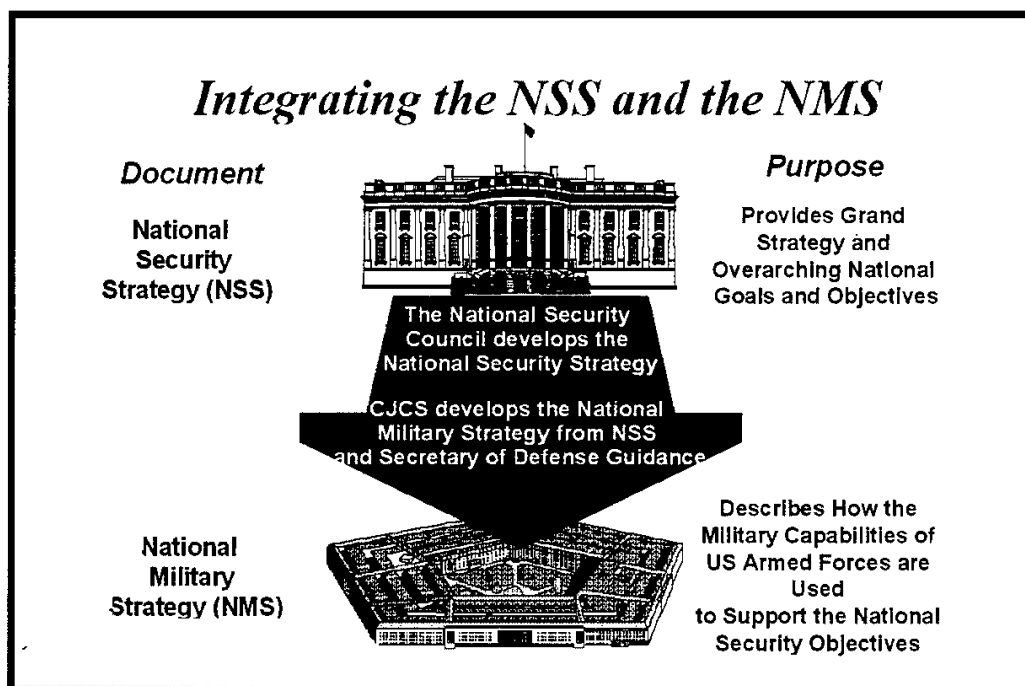 Integrating the NSS and the NMS
Document
National
Security
Strategy (NSS)
Purpose
Provides Grand
Strategy and
Overarching National
Goals and Objectives
The National Security
Council develops the
National Security Strategy
CJCS develops the National
Military Strategy from NSS
and Secretary of Defense Guidance
National
Military
Strategy (NMS)
Describes How the
Military Capabilities of
US Armed Forces are
Used
to Support the National
Security Objectives